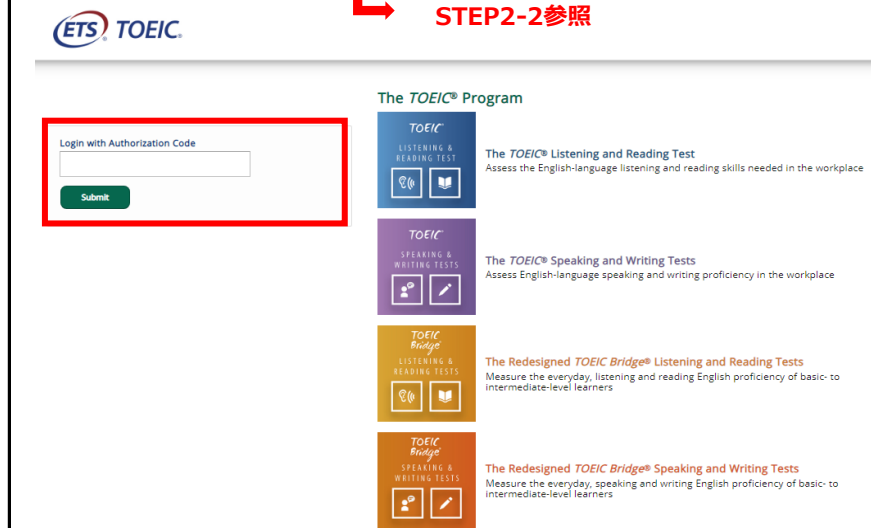 STEP2-2参照
ETS® TOEIC®
The TOEIC® Program
Login with Authorization Code
Submit
TOEIC®
LISTENING &
READING TEST
The TOEIC® Listening and Reading Test
Assess the English-language listening and reading skills needed in the workplace
TOEIC®
SPEAKING &
WRITING TESTS
The TOEIC® Speaking and Writing Tests
Assess English-language speaking and writing proficiency in the workplace
TOEIC
Bridge®
LISTENING &
READING TESTS
The Redesigned TOEIC Bridge® Listening and Reading Tests
Measure the everyday, listening and reading English proficiency of basic- to
intermediate-level learners
TOEIC
Bridge®
SPEAKING &
WRITING TESTS
The Redesigned TOEIC Bridge® Speaking and Writing Tests
Measure the everyday, speaking and writing English proficiency of basic- to
intermediate-level learners